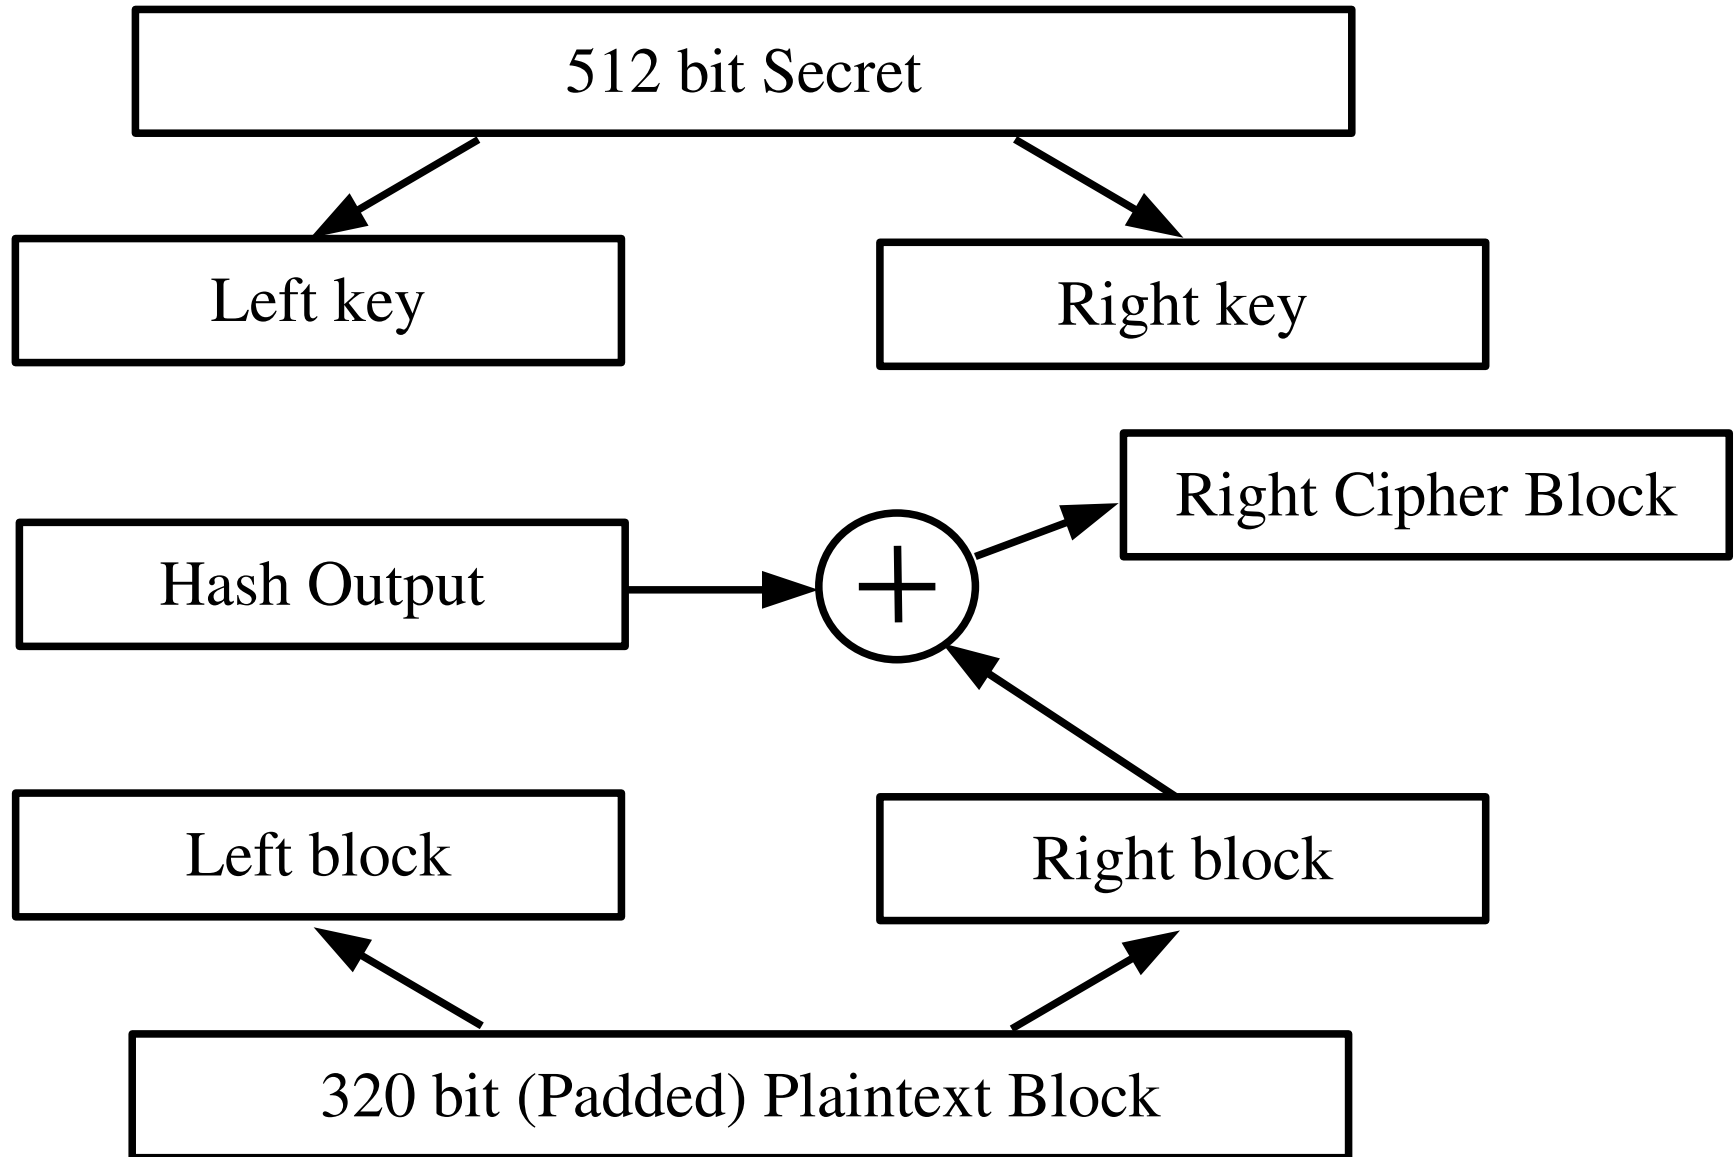 512 bit Secret
Left key
Right key
Right Cipher Block
Hash Output
Left block
Right block
320 bit (Padded) Plaintext Block